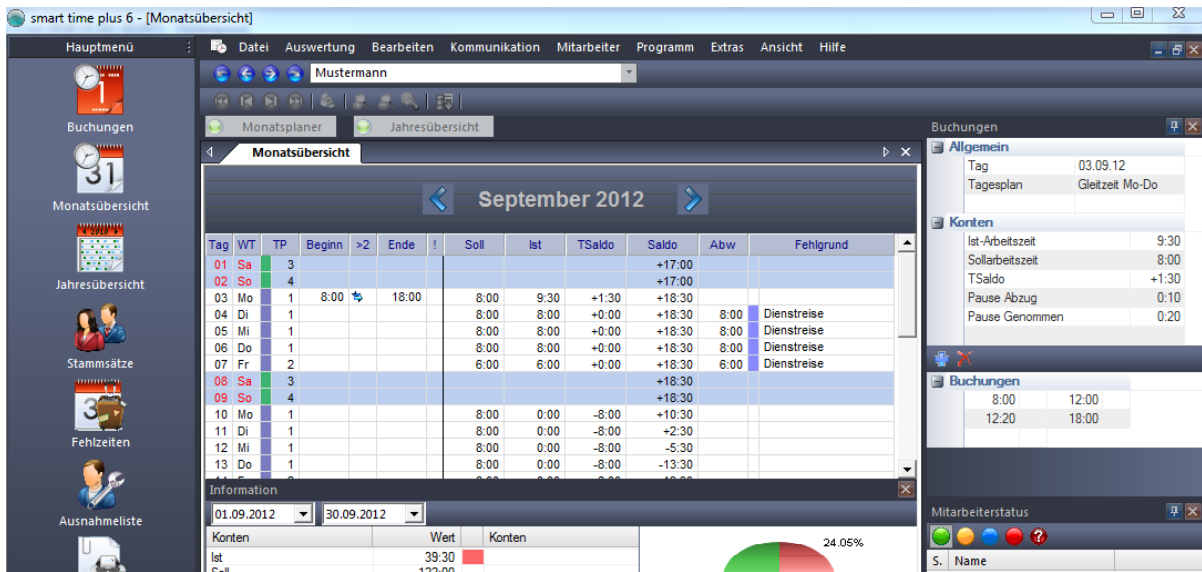 smart time plus 6 - [Monatsübersicht]
Hauptmenü
Buchungen
31
Monatsübersicht
Jahresübersicht
Stammsätze
Fehlzeiten
Ausnahmeliste
Datei Auswertung Bearbeiten Kommunikation Mitarbeiter Programm Extras Ansicht Hilfe
Mustermann
Monatsplaner Jahresübersicht
Monatsübersicht
September 2012
Tag WT TP Beginn >2 Ende ! Soll Ist TSaldo Saldo Abw Fehlgrund
01 Sa 3 +17:00
02 So 4 +17:00
03 Mo 1 8:00 18:00 8:00 9:30 +1:30 +18:30
04 Di 1 8:00 8:00 +0:00 +18:30 8:00 Dienstreise
05 Mi 1 8:00 8:00 +0:00 +18:30 8:00 Dienstreise
06 Do 1 8:00 8:00 +0:00 +18:30 8:00 Dienstreise
07 Fr 2 6:00 6:00 +0:00 +18:30 6:00 Dienstreise
08 Sa 3 +18:30
09 So 4 +18:30
10 Mo 1 8:00 0:00 -8:00 +10:30
11 Di 1 8:00 0:00 -8:00 +2:30
12 Mi 1 8:00 0:00 -8:00 -5:30
13 Do 1 8:00 0:00 -8:00 -13:30
Information
01.09.2012 30.09.2012
Konten Wert Konten
Ist 39:30
24.05%
Buchungen
Allgemein
Tag 03.09.12
Tagesplan Gleitzeit Mo-Do
Konten
Ist-Arbeitszeit 9:30
Sollarbeitszeit 8:00
TSaldo +1:30
Pause Abzug 0:10
Pause Genommen 0:20
Buchungen
8:00 12:00
12:20 18:00
Mitarbeiterstatus
S. Name